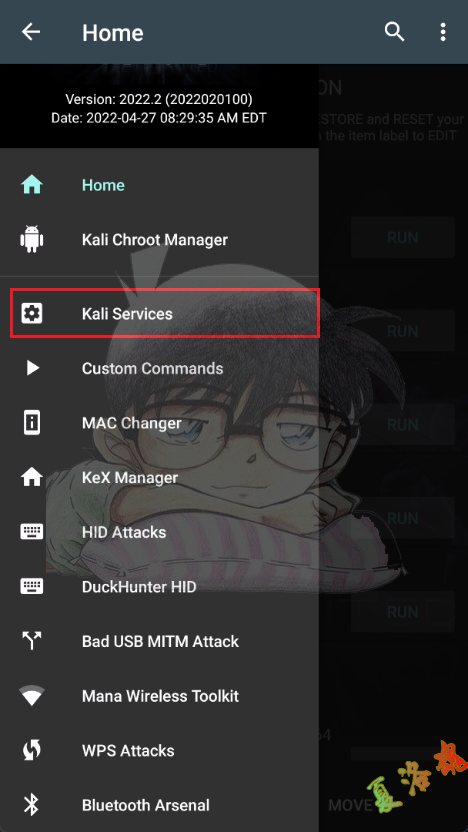 Home
ON
Version: 2022.2 (2022020100)
Date: 2022-04-27 08:29:35 AM EDT
ESTORE and RESET your
the item label to EDIT
Home
Kali Chroot Manager
RUN
Kali Services
RUN
Custom Commands
MAC Changer
RUN
KeX Manager
RUN
HID Attacks
DuckHunter HID
RUN
Bad USB MITM Attack
Mana Wireless Toolkit
64
WPS Attacks
Bluetooth Arsenal
MOVE
夏洛